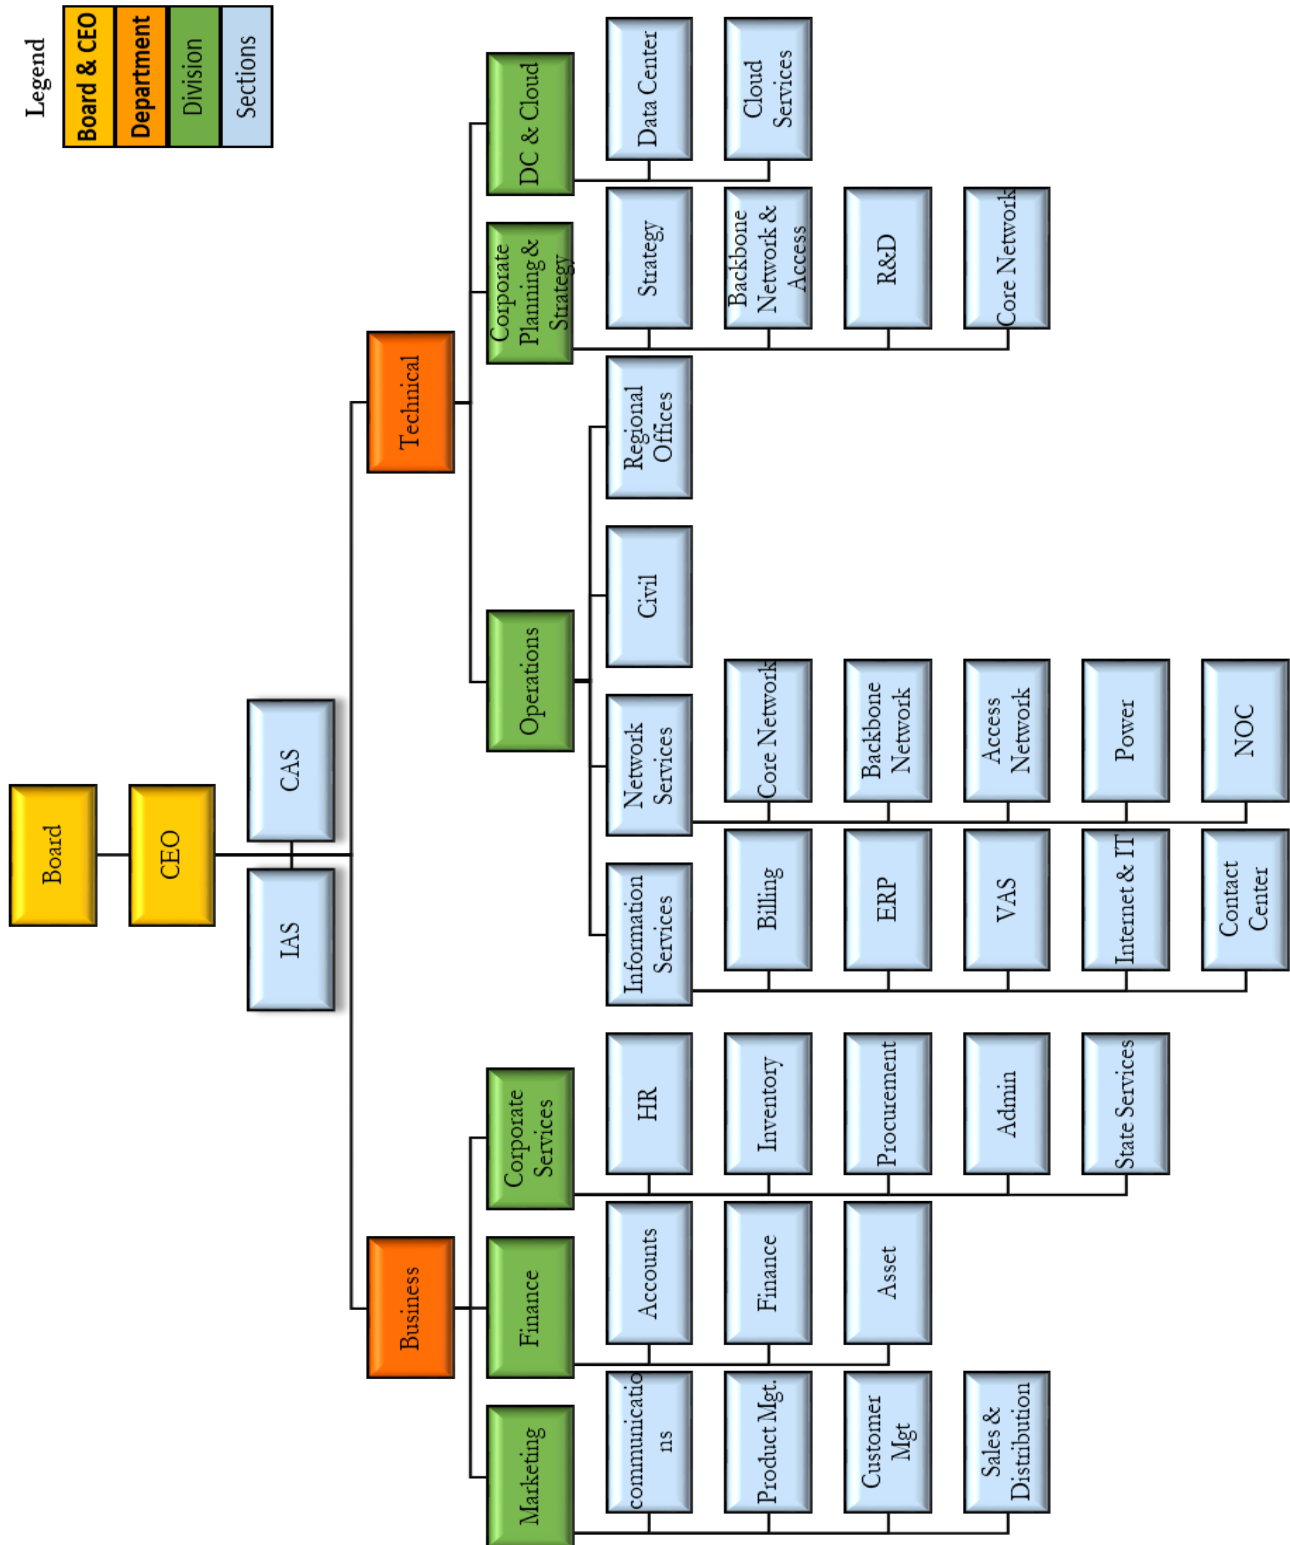 Legend
Board & CEO
Department
Division
Sections
Board
CEO
IAS
CAS
Business
Technical
Marketing
Finance
Corporate
Services
Operations
Corporate
Planning &
Strategy
DC & Cloud
communicatio
ns
Product Mgt.
Customer
Mgt
Sales &
Distribution
Accounts
Finance
Asset
HR
Inventory
Procurement
Admin
State Services
Information
Services
Billing
ERP
VAS
Internet & IT
Contact
Center
Network
Services
Core Network
Backbone
Network
Access
Network
Power
NOC
Civil
Regional
Offices
Strategy
Backbone
Network &
Access
R&D
Core Network
Data Center
Cloud
Services